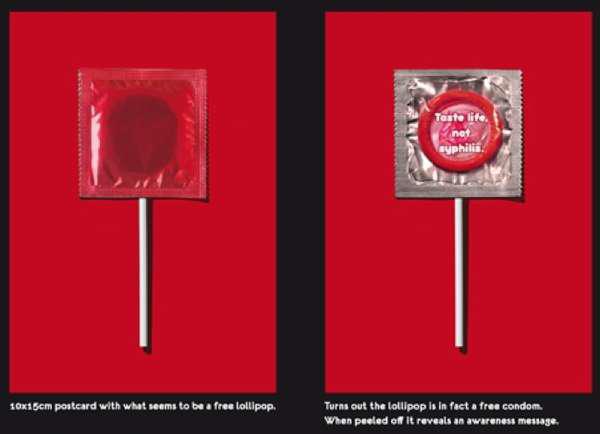 Taste life,
not
syphilis.
10x15cm postcard with what seems to be a free lollipop.
Turns out the lollipop is in fact a free condom.
When peeled off it reveals an awareness message.